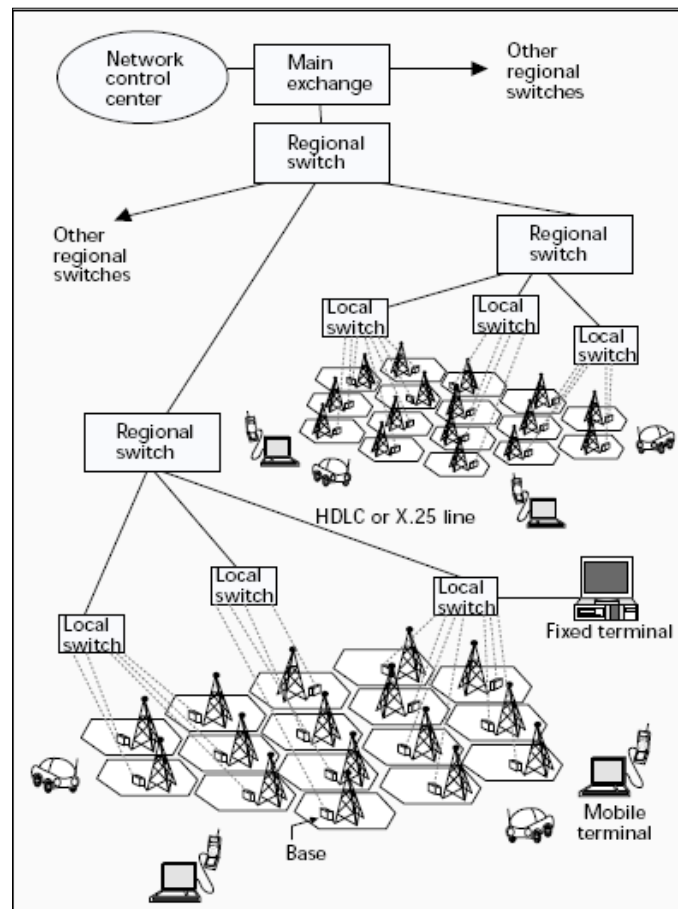 Network
control
center
Main
exchange
Other
regional
switches
Regional
switch
Other
regional
switches
Regional
switch
Local
switch
Local
switch
Local
switch
Regional
switch
HDLC or X.25 line
Local
switch
Local
switch
Local
switch
Fixed terminal
Mobile
terminal
Base